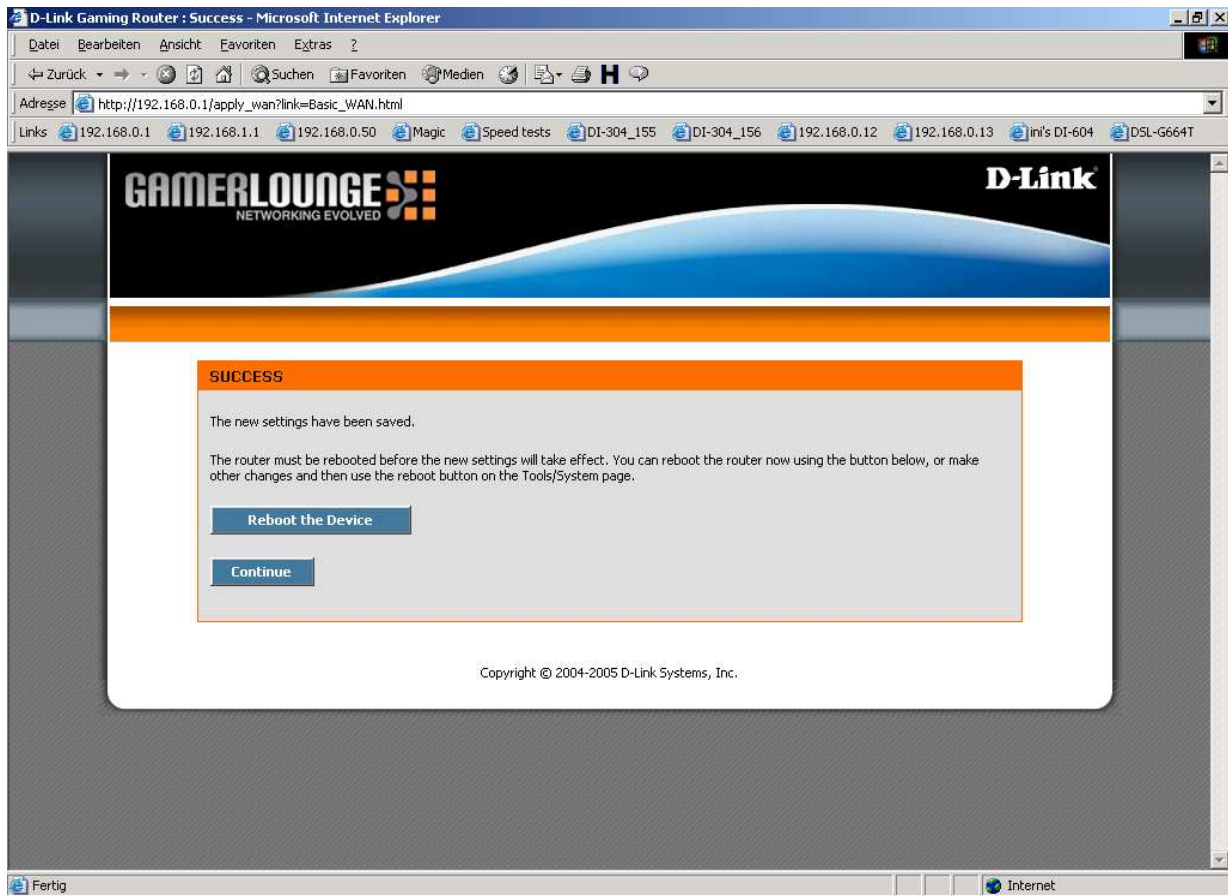 D-Link Gaming Router : Success - Microsoft Internet Explorer
Datei Bearbeiten Ansicht Favoriten Extras ?
Zurück Suchen Favoriten Medien H
Adresse http://192.168.0.1/apply_wan?link=Basic_WAN.html
Links 192.168.0.1 192.168.1.1 192.168.0.50 Magic Speed tests DI-304_155 DI-304_156 192.168.0.12 192.168.0.13 ini's DI-604 DSL-G664T
GAMERLOUNGE
NETWORKING EVOLVED
D-Link
SUCCESS
The new settings have been saved.
The router must be rebooted before the new settings will take effect. You can reboot the router now using the button below, or make
other changes and then use the reboot button on the Tools/System page.
Reboot the Device
Continue
Copyright © 2004-2005 D-Link Systems, Inc.
Fertig Internet